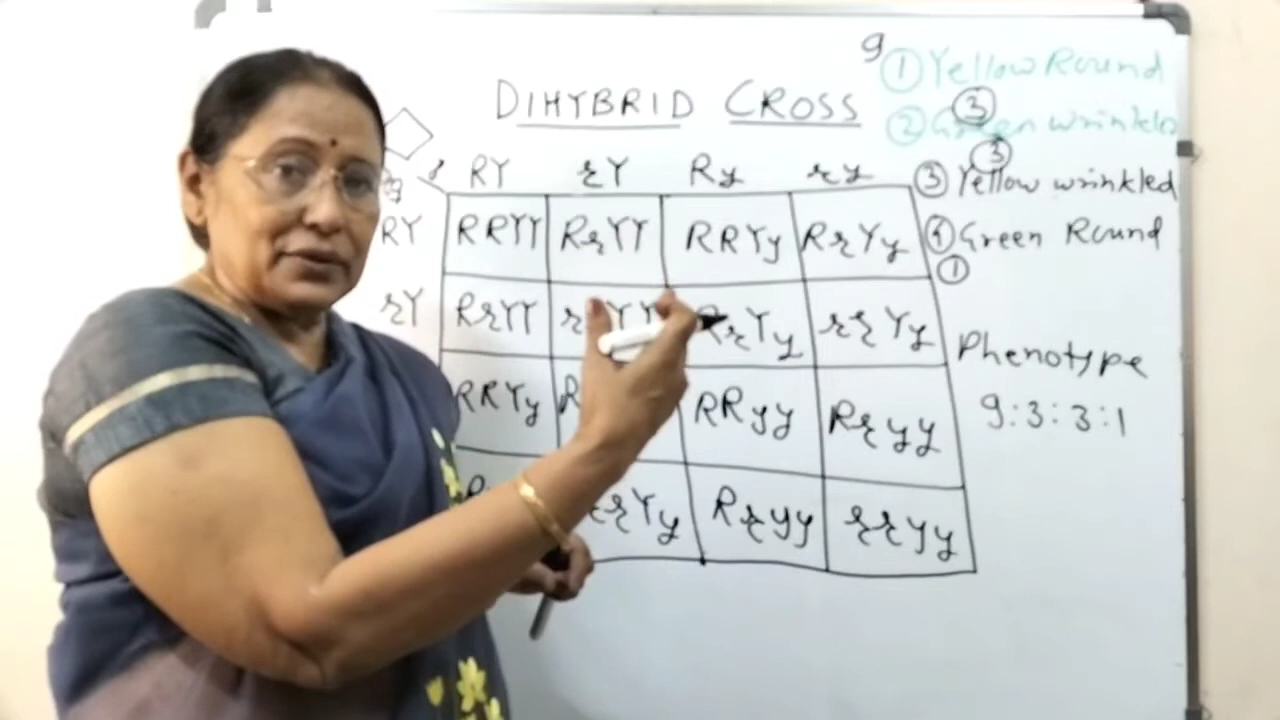 9
① Yellow Round
DIHYBRID CROSS
③
② Green wrinkled
③
RY rY Ry ry
③ Yellow wrinkled
RY RRYY RrYY RRYy RrYy
④ Green Round
①
rY RrYY YY RrYy rrYy
Phenotype
RRYy R RRyy Rryy
9:3:3:1
R rrYy Rryy rryy